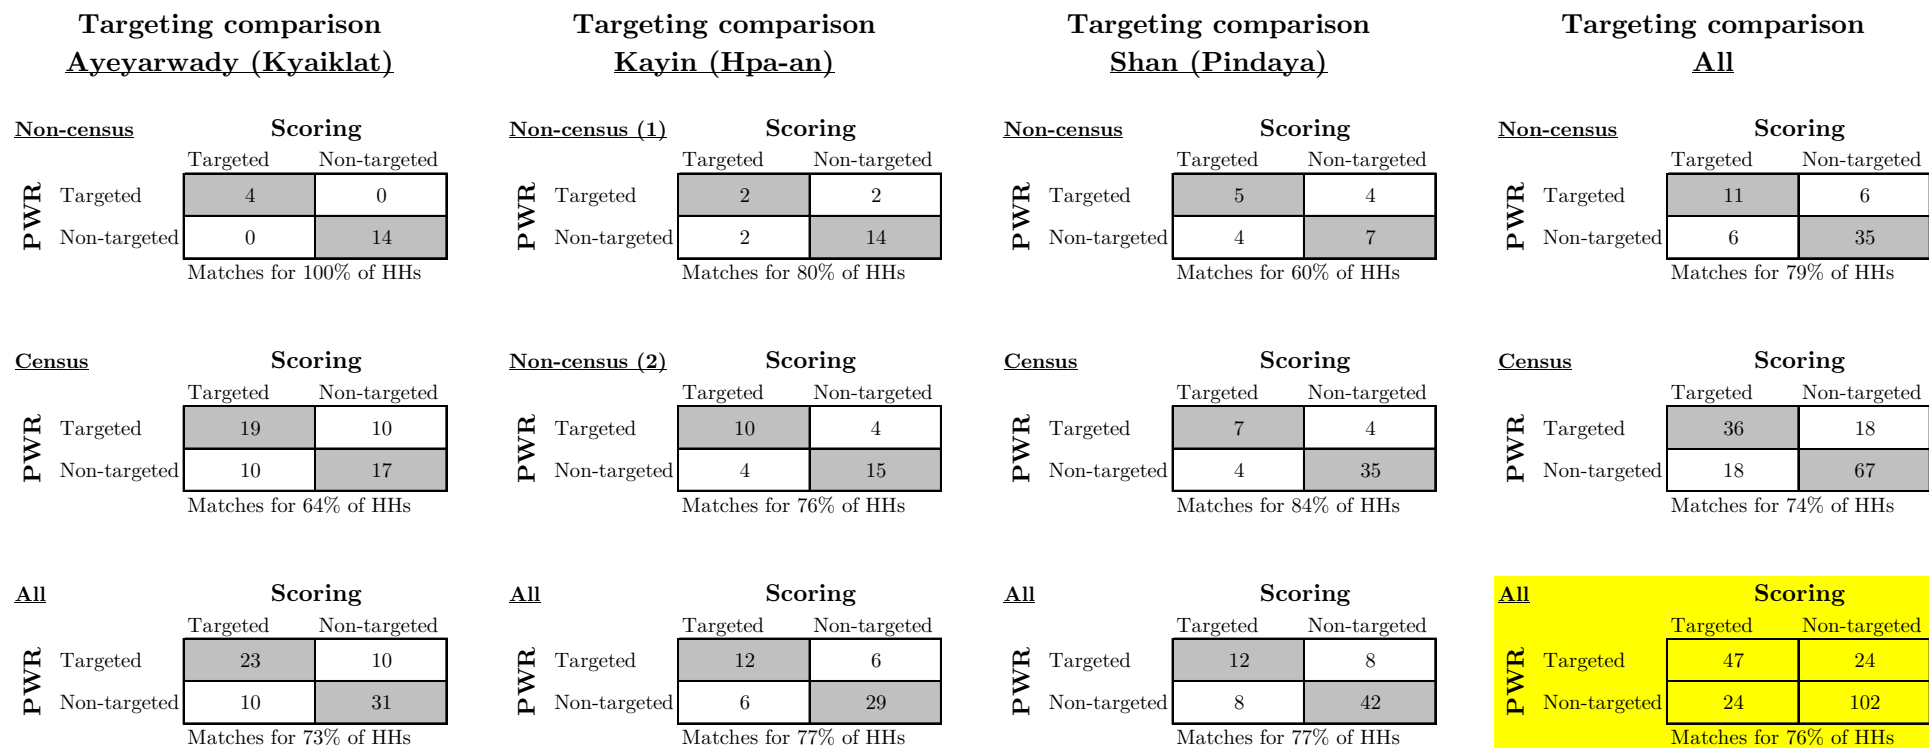 Targeting comparison
Ayeyarwady (Kyaiklat)
Targeting comparison
Kayin (Hpa-an)
Targeting comparison
Shan (Pindaya)
Targeting comparison
All
Non-census
Scoring
Targeted Non-targeted
PWR
Targeted 4 0
Non-targeted 0 14
Matches for 100% of HHs
Non-census (1)
Scoring
Targeted Non-targeted
PWR
Targeted 2 2
Non-targeted 2 14
Matches for 80% of HHs
Non-census
Scoring
Targeted Non-targeted
PWR
Targeted 5 4
Non-targeted 4 7
Matches for 60% of HHs
Non-census
Scoring
Targeted Non-targeted
PWR
Targeted 11 6
Non-targeted 6 35
Matches for 79% of HHs
Census
Scoring
Targeted Non-targeted
PWR
Targeted 19 10
Non-targeted 10 17
Matches for 64% of HHs
Non-census (2)
Scoring
Targeted Non-targeted
PWR
Targeted 10 4
Non-targeted 4 15
Matches for 76% of HHs
Census
Scoring
Targeted Non-targeted
PWR
Targeted 7 4
Non-targeted 4 35
Matches for 84% of HHs
Census
Scoring
Targeted Non-targeted
PWR
Targeted 36 18
Non-targeted 18 67
Matches for 74% of HHs
All
Scoring
Targeted Non-targeted
PWR
Targeted 23 10
Non-targeted 10 31
Matches for 73% of HHs
All
Scoring
Targeted Non-targeted
PWR
Targeted 12 6
Non-targeted 6 29
Matches for 77% of HHs
All
Scoring
Targeted Non-targeted
PWR
Targeted 12 8
Non-targeted 8 42
Matches for 77% of HHs
All
Scoring
Targeted Non-targeted
PWR
Targeted 47 24
Non-targeted 24 102
Matches for 76% of HHs